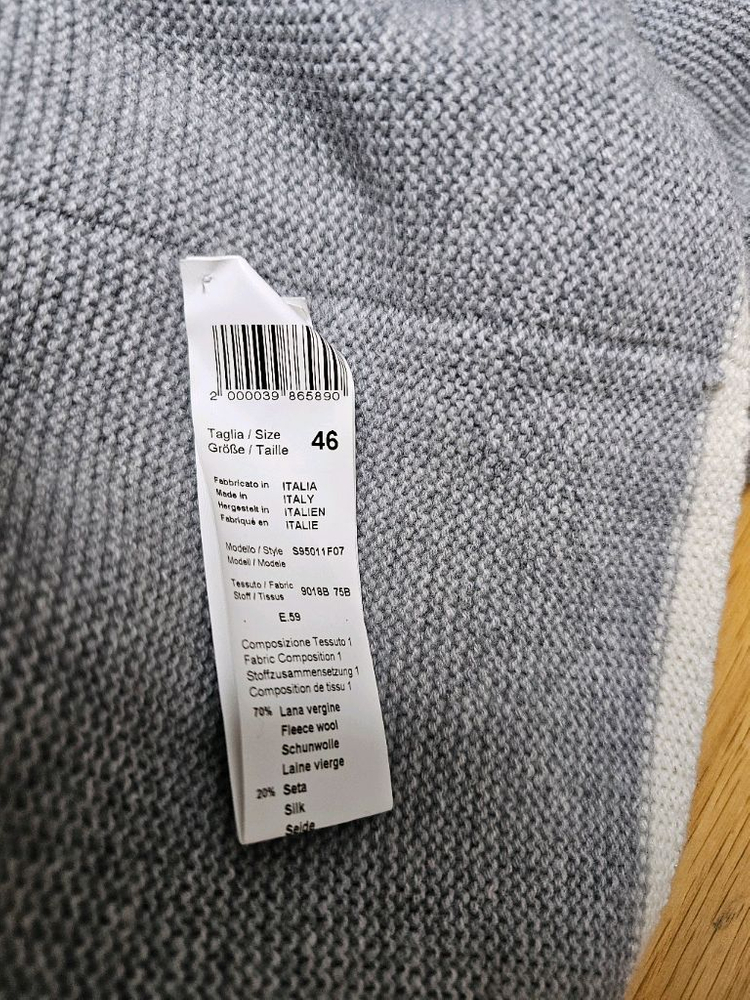 2 000039 865890
Taglia / Size 46
Größe / Taille
Fabbricato in ITALIA
Made in ITALY
Hergestellt in ITALIEN
Fabriqué en ITALIE
Modello / Style S95011F07
Modell / Modele
Tessuto / Fabric 9018B 75B
Stoff / Tissus
E.59
Composizione Tessuto 1
Fabric Composition 1
Stoffzusammensetzung 1
Composition de tissu 1
70% Lana vergine
Fleece wool
Schunwolle
Laine vierge
20% Seta
Silk
Seide